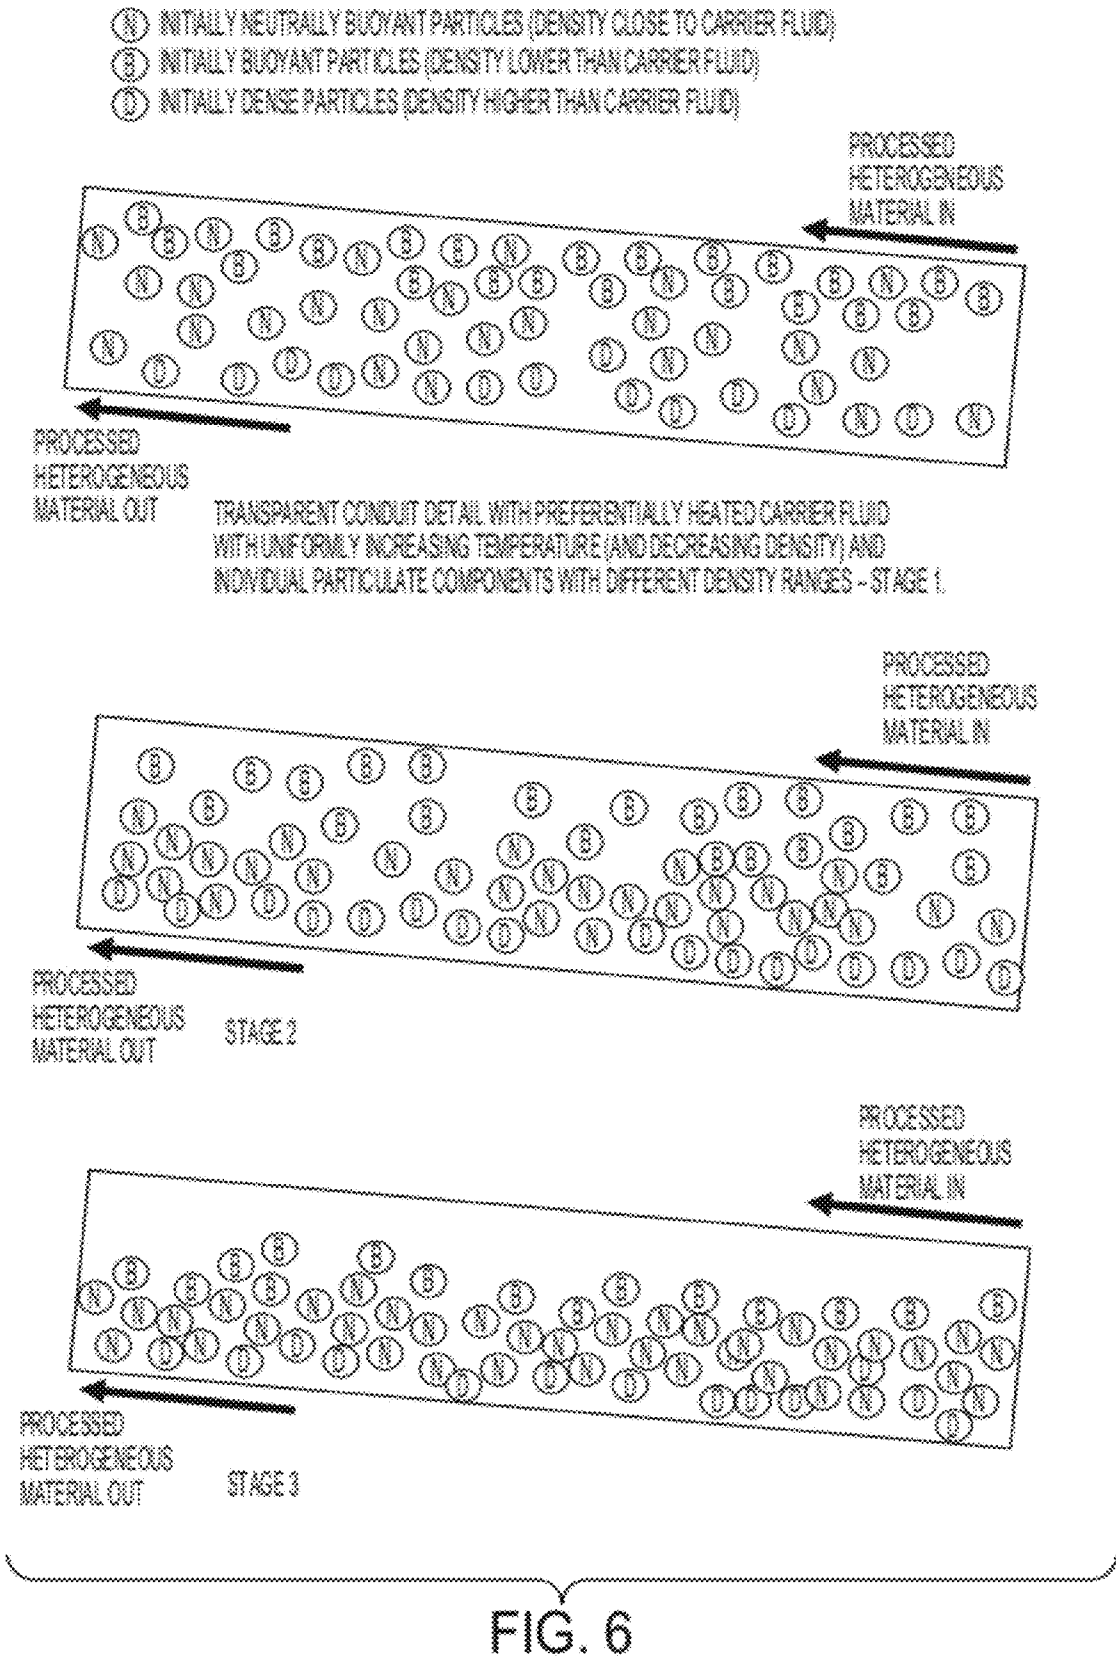 N INITIALLY NEUTRALLY BUOYANT PARTICLES (DENSITY CLOSE TO CARRIER FLUID)
B INITIALLY BUOYANT PARTICLES (DENSITY LOWER THAN CARRIER FLUID)
D INITIALLY DENSE PARTICLES (DENSITY HIGHER THAN CARRIER FLUID)
PROCESSED
HETEROGENEOUS
MATERIAL IN
PROCESSED
HETEROGENEOUS
MATERIAL OUT
TRANSPARENT CONDUIT DETAIL WITH PREFERENTIALLY HEATED CARRIER FLUID
WITH UNIFORMLY INCREASING TEMPERATURE (AND DECREASING DENSITY) AND
INDIVIDUAL PARTICULATE COMPONENTS WITH DIFFERENT DENSITY RANGES - STAGE 1.
PROCESSED
HETEROGENEOUS
MATERIAL IN
PROCESSED
HETEROGENEOUS
MATERIAL OUT
STAGE 2
PROCESSED
HETEROGENEOUS
MATERIAL IN
PROCESSED
HETEROGENEOUS
MATERIAL OUT
STAGE 3
FIG. 6